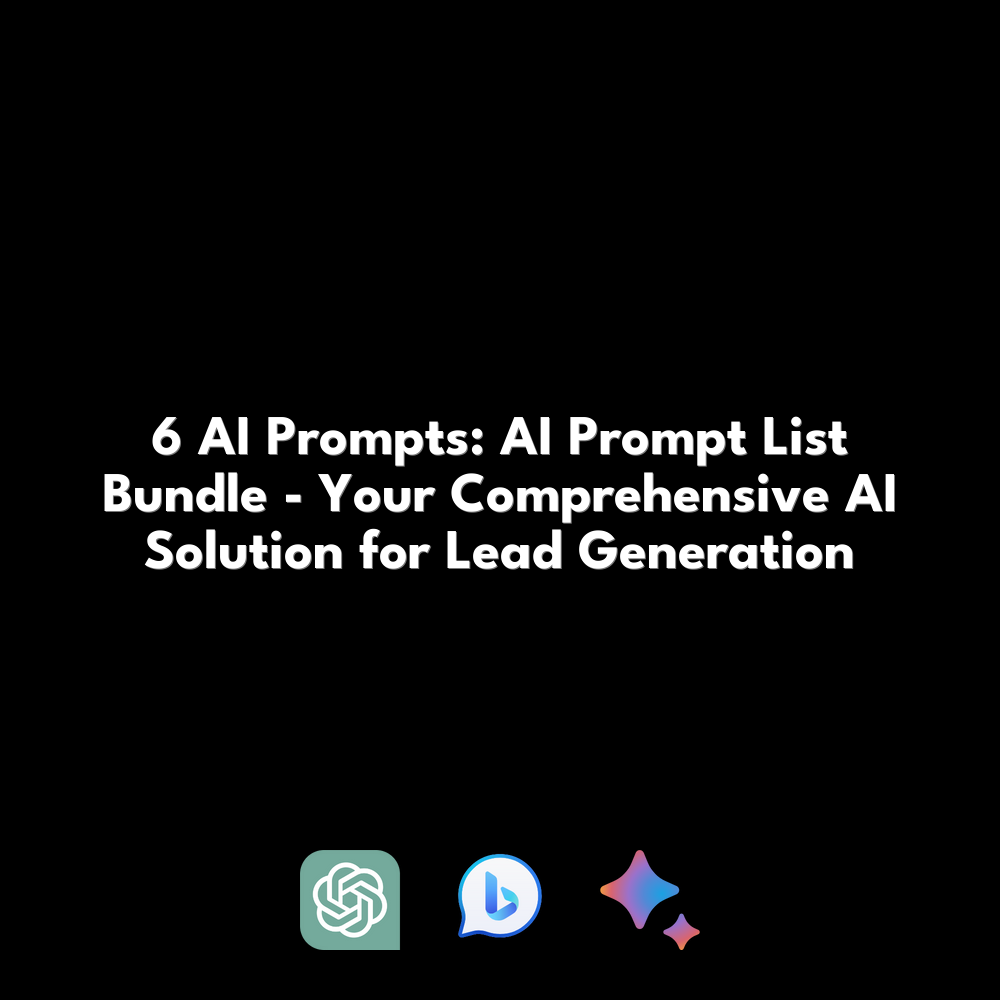 6 AI Prompts: AI Prompt List
Bundle - Your Comprehensive AI
Solution for Lead Generation